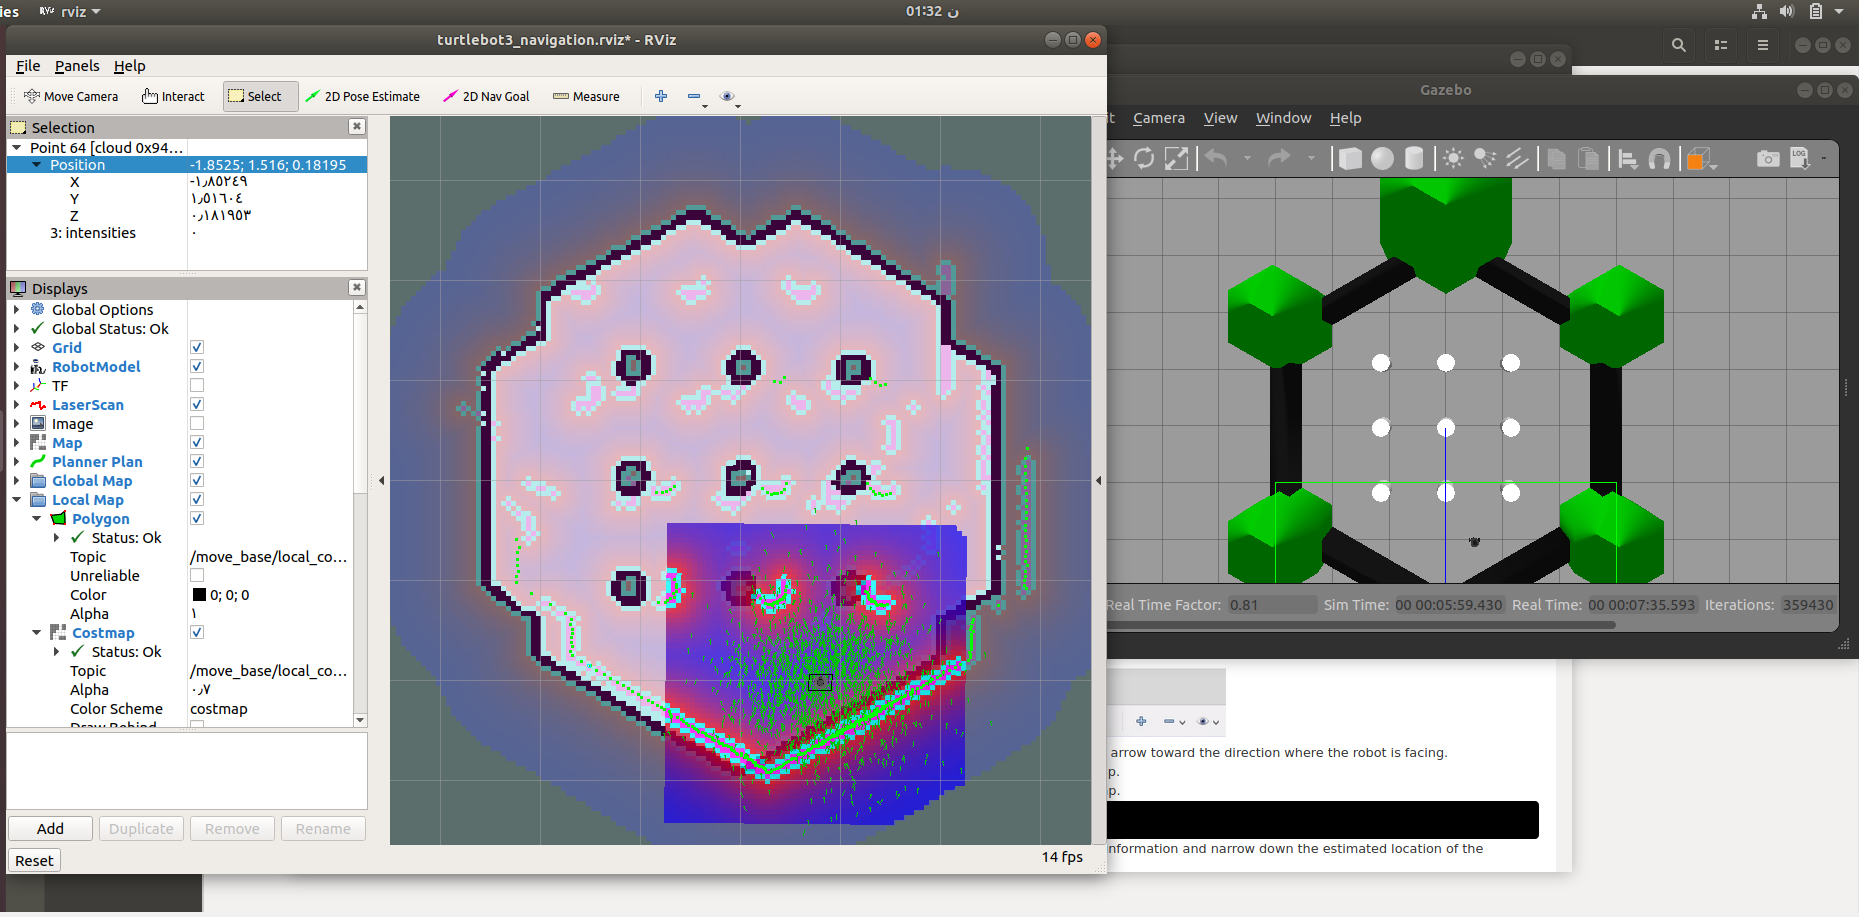 ies rviz 01:32 ن
turtlebot3_navigation.rviz* - RViz
File Panels Help
Move Camera Interact Select 2D Pose Estimate 2D Nav Goal Measure
Selection
Point 64 [cloud 0x94...
Position -1.8525; 1.516; 0.18195
X -١٫٨٥٢٤٩
Y ١٫٥١٦٠٤
Z ٠٫١٨١٩٥٣
3: intensities ٠
Displays
Global Options
Global Status: Ok
Grid
RobotModel
TF
LaserScan
Image
Map
Planner Plan
Global Map
Local Map
Polygon
Status: Ok
Topic /move_base/local_co...
Unreliable
Color 0; 0; 0
Alpha ١
Costmap
Status: Ok
Topic /move_base/local_co...
Alpha ٠٫٧
Color Scheme costmap
Draw Behind
Add Duplicate Remove Rename
Reset
14 fps
Gazebo
it Camera View Window Help
LOG
Real Time Factor: 0.81 Sim Time: 00 00:05:59.430 Real Time: 00 00:07:35.593 Iterations: 359430
arrow toward the direction where the robot is facing.
p.
ap.
nformation and narrow down the estimated location of the